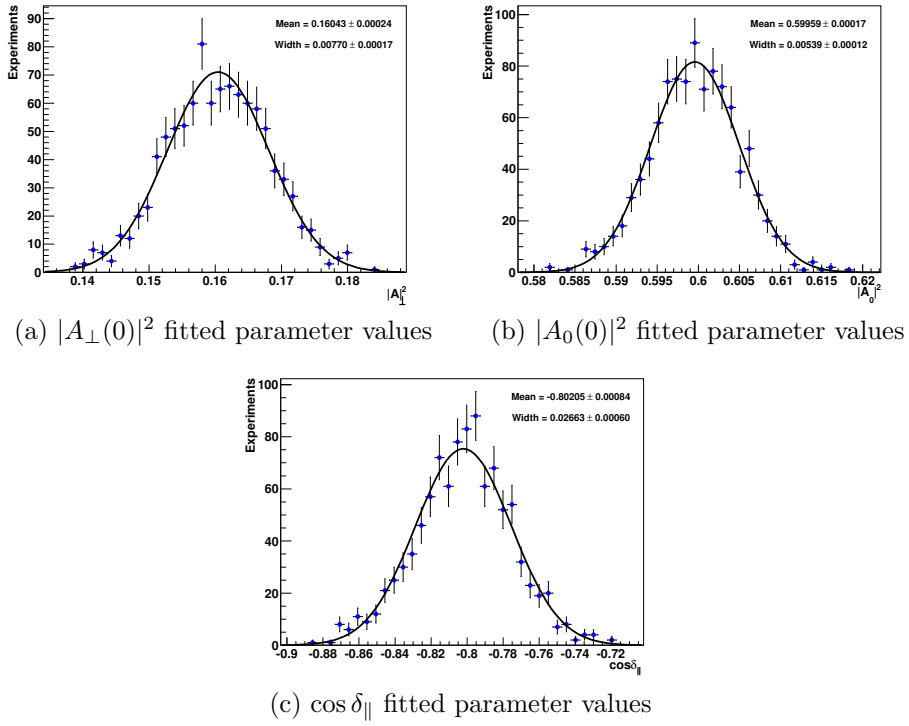 Experiments
90
80
70
60
50
40
30
20
10
0
Mean = 0.16043 ± 0.00024
Width = 0.00770 ± 0.00017
0.14 0.15 0.16 0.17 0.18
|A|²⊥
(a) |A⊥(0)|² fitted parameter values
Experiments
100
80
60
40
20
0
Mean = 0.59959 ± 0.00017
Width = 0.00539 ± 0.00012
0.58 0.585 0.59 0.595 0.6 0.605 0.61 0.615 0.62
|A₀|²
(b) |A₀(0)|² fitted parameter values
Experiments
100
80
60
40
20
0
Mean = -0.80205 ± 0.00084
Width = 0.02663 ± 0.00060
-0.9 -0.88 -0.86 -0.84 -0.82 -0.8 -0.78 -0.76 -0.74 -0.72
cosδ∥
(c) cos δ∥ fitted parameter values